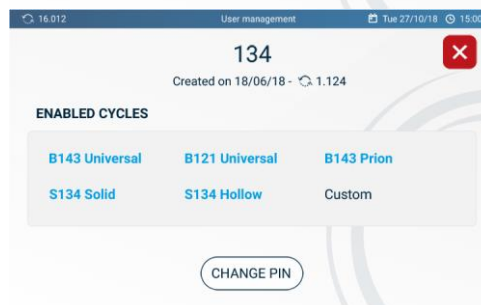 16.012 User management Tue 27/10/18 15:00
134
Created on 18/06/18 - 1.124
ENABLED CYCLES
B143 Universal B121 Universal B143 Prion
S134 Solid S134 Hollow Custom
CHANGE PIN